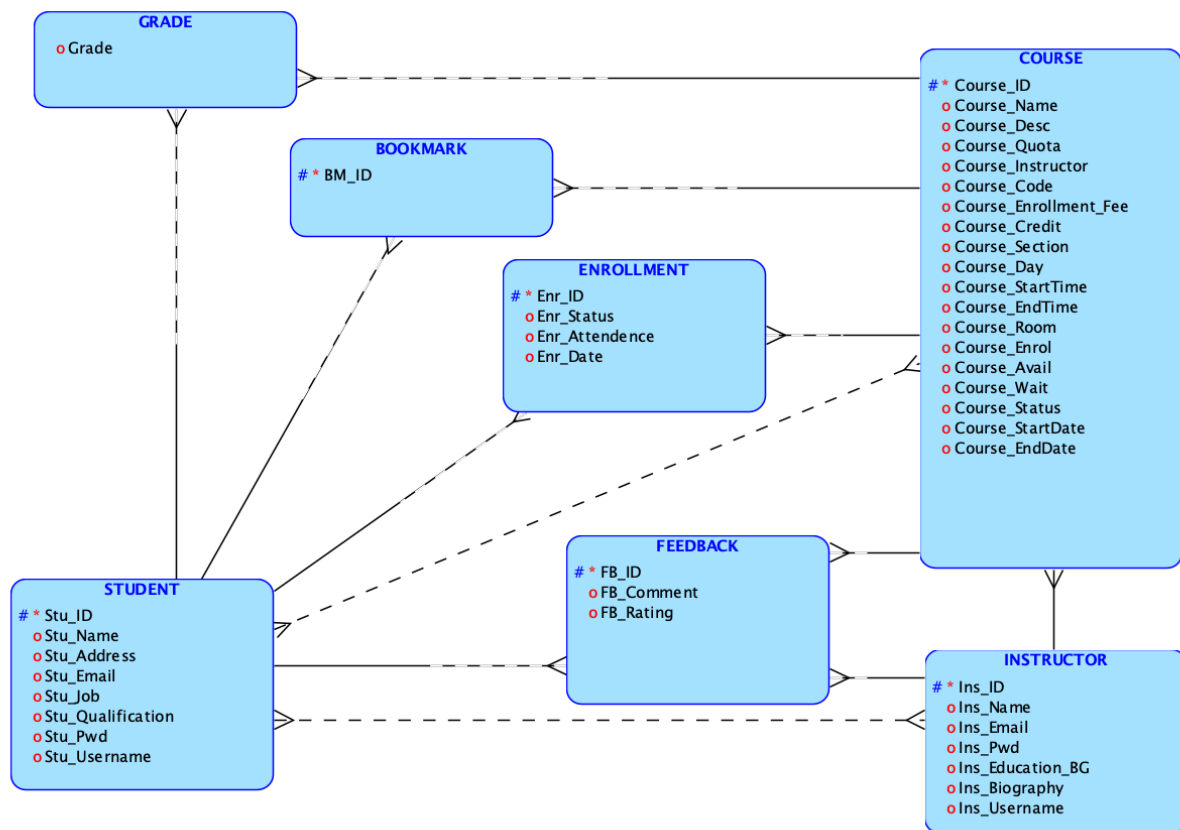 GRADE
o Grade
COURSE
# * Course_ID
o Course_Name
o Course_Desc
o Course_Quota
o Course_Instructor
o Course_Code
o Course_Enrollment_Fee
o Course_Credit
o Course_Section
o Course_Day
o Course_StartTime
o Course_EndTime
o Course_Room
o Course_Enrol
o Course_Avail
o Course_Wait
o Course_Status
o Course_StartDate
o Course_EndDate
BOOKMARK
# * BM_ID
ENROLLMENT
# * Enr_ID
o Enr_Status
o Enr_Attendence
o Enr_Date
FEEDBACK
# * FB_ID
o FB_Comment
o FB_Rating
STUDENT
# * Stu_ID
o Stu_Name
o Stu_Address
o Stu_Email
o Stu_Job
o Stu_Qualification
o Stu_Pwd
o Stu_Username
INSTRUCTOR
# * Ins_ID
o Ins_Name
o Ins_Email
o Ins_Pwd
o Ins_Education_BG
o Ins_Biography
o Ins_Username